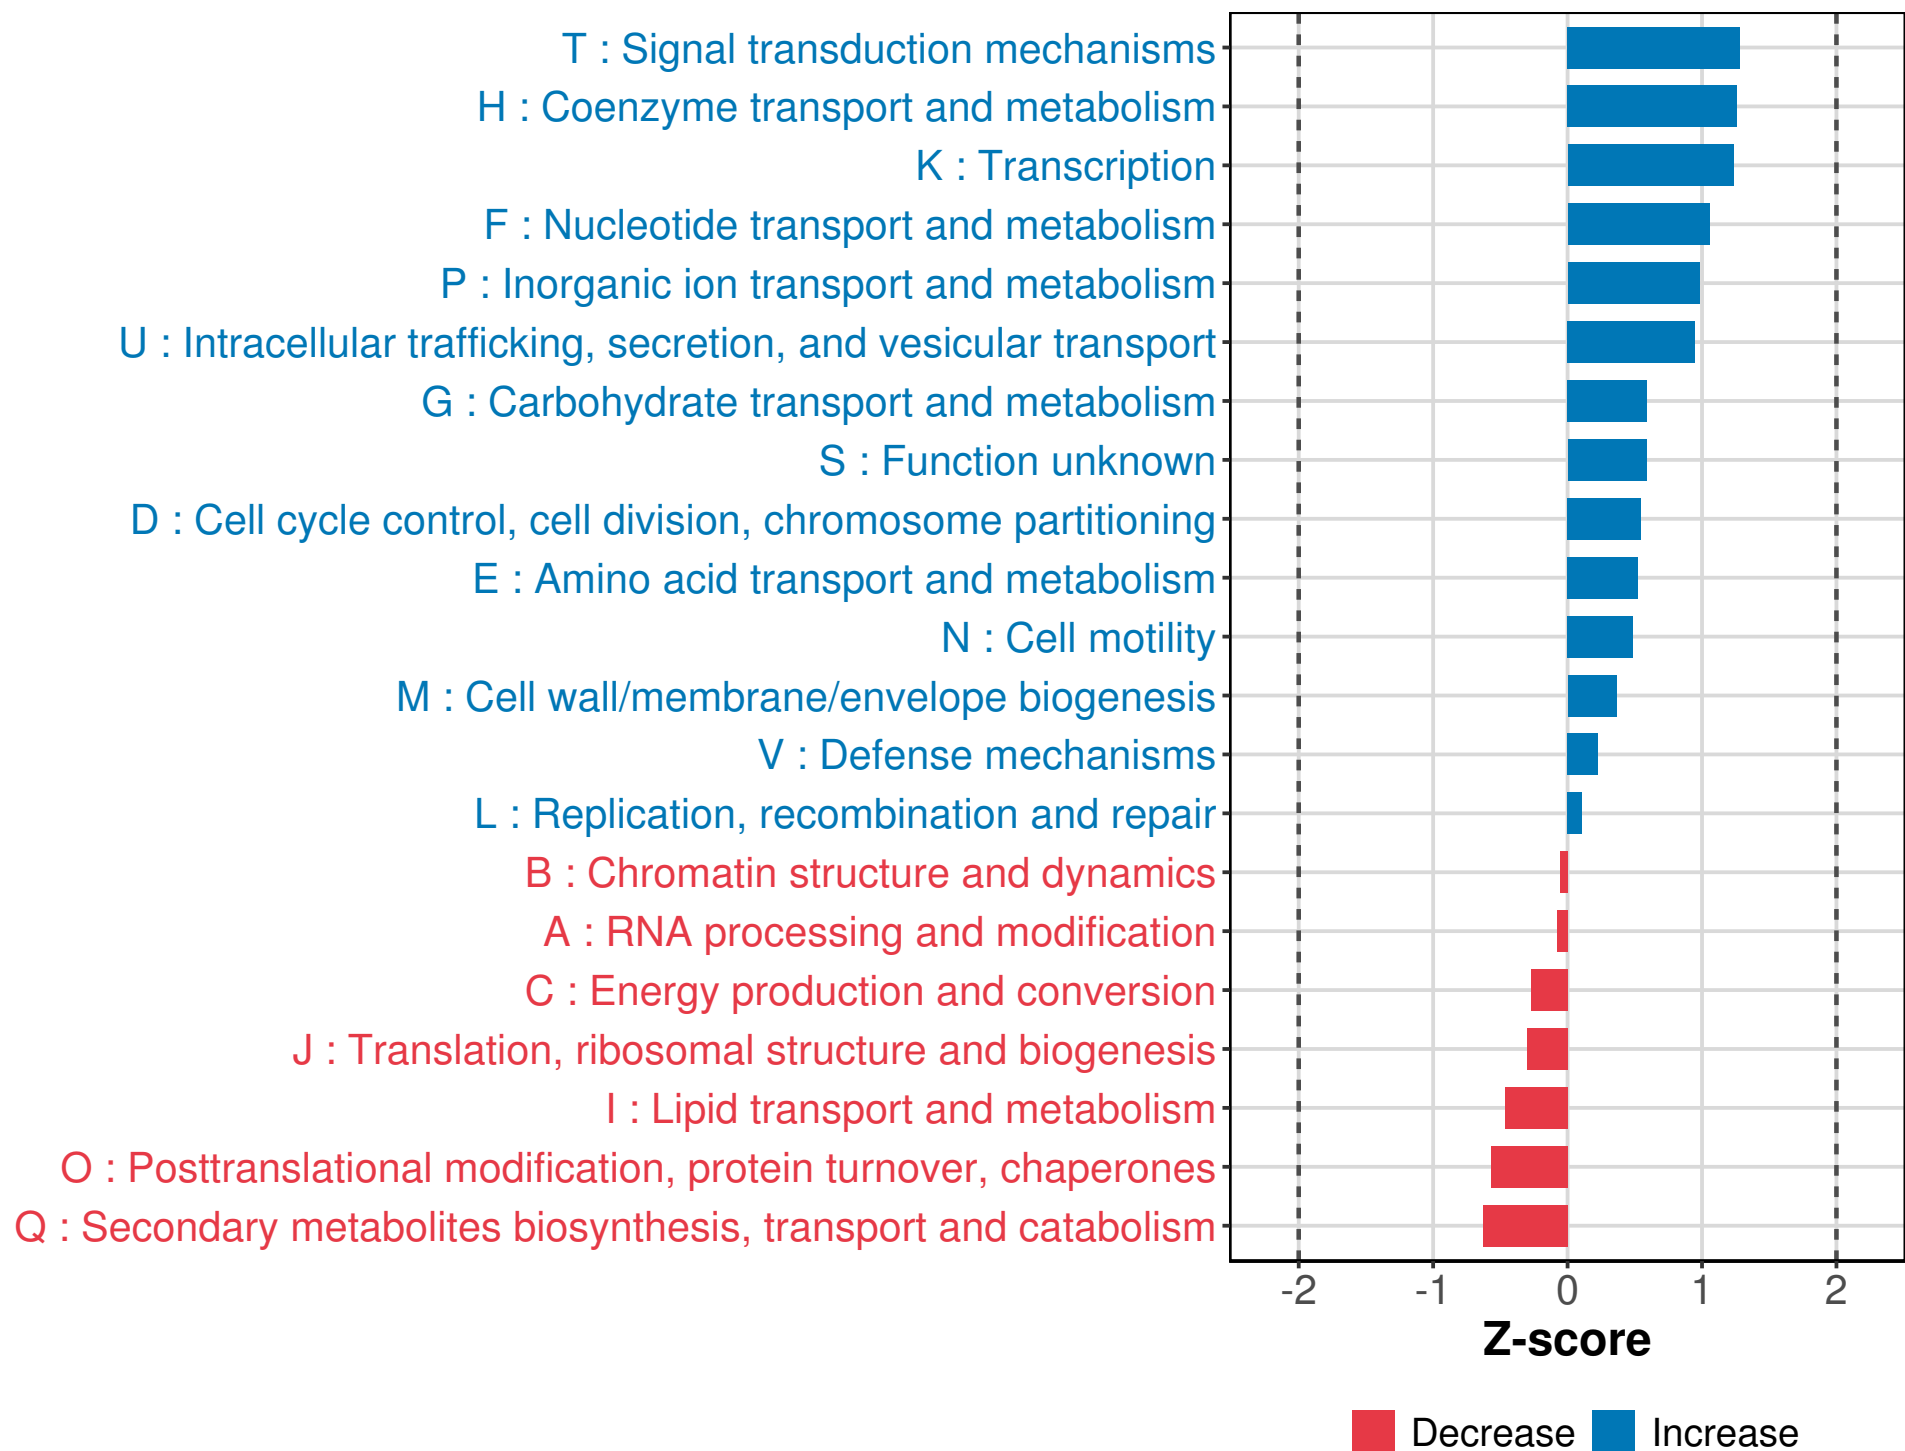 T : Signal transduction mechanisms
H : Coenzyme transport and metabolism
K : Transcription
F : Nucleotide transport and metabolism
P : Inorganic ion transport and metabolism
U : Intracellular trafficking, secretion, and vesicular transport
G : Carbohydrate transport and metabolism
S : Function unknown
D : Cell cycle control, cell division, chromosome partitioning
E : Amino acid transport and metabolism
N : Cell motility
M : Cell wall/membrane/envelope biogenesis
V : Defense mechanisms
L : Replication, recombination and repair
B : Chromatin structure and dynamics
A : RNA processing and modification
C : Energy production and conversion
J : Translation, ribosomal structure and biogenesis
I : Lipid transport and metabolism
O : Posttranslational modification, protein turnover, chaperones
Q : Secondary metabolites biosynthesis, transport and catabolism
-2 -1 0 1 2
Z-score
Decrease Increase